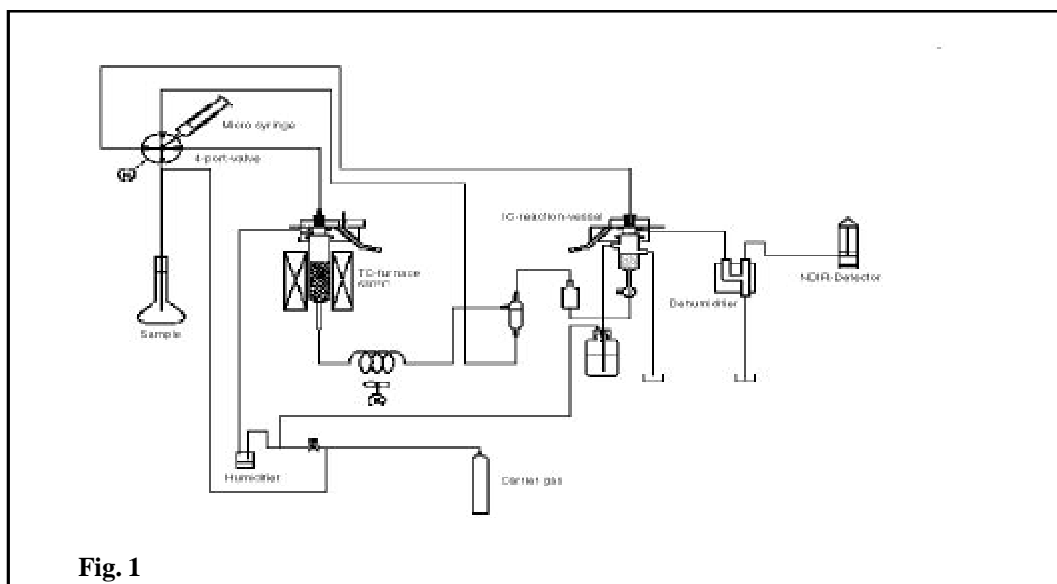 Micro syringe
4-port-valve
IC-reaction-vessel
TC-furnace
NDIR-Detector
Dehumidifier
Sample
Humidifier
Carrier gas
Fig. 1